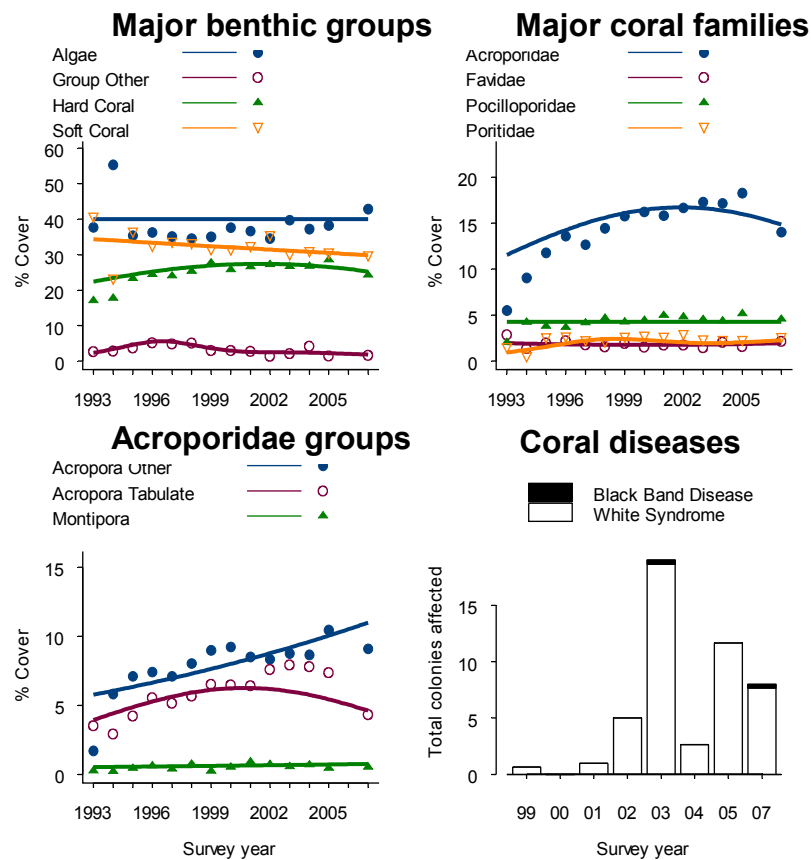 Major benthic groups
Algae
Group Other
Hard Coral
Soft Coral
60
50
40
30
20
10
0
% Cover
1993 1996 1999 2002 2005
Major coral families
Acroporidae
Favidae
Pocilloporidae
Poritidae
20
15
10
5
0
% Cover
1993 1996 1999 2002 2005
Acroporidae groups
Acropora Other
Acropora Tabulate
Montipora
15
10
5
0
% Cover
1993 1996 1999 2002 2005
Survey year
Coral diseases
Black Band Disease
White Syndrome
15
10
5
0
Total colonies affected
99 00 01 02 03 04 05 07
Survey year